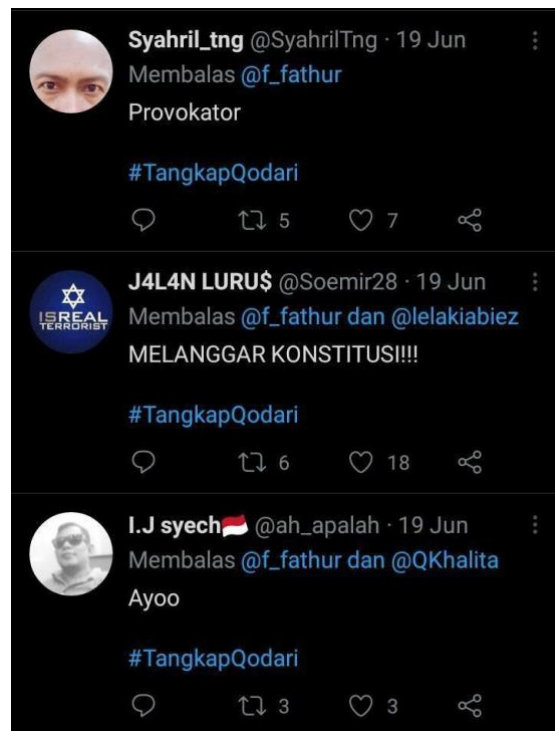 Syahril_tng @SyahrilTng · 19 Jun
Membalas @f_fathur
Provokator
#TangkapQodari
5 7
J4L4N LURU$ @Soemir28 · 19 Jun
ISREAL
TERRORIST
Membalas @f_fathur dan @lelakiabiez
MELANGGAR KONSTITUSI!!!
#TangkapQodari
6 18
I.J syech🇮🇩 @ah_apalah · 19 Jun
Membalas @f_fathur dan @QKhalita
Ayoo
#TangkapQodari
3 3